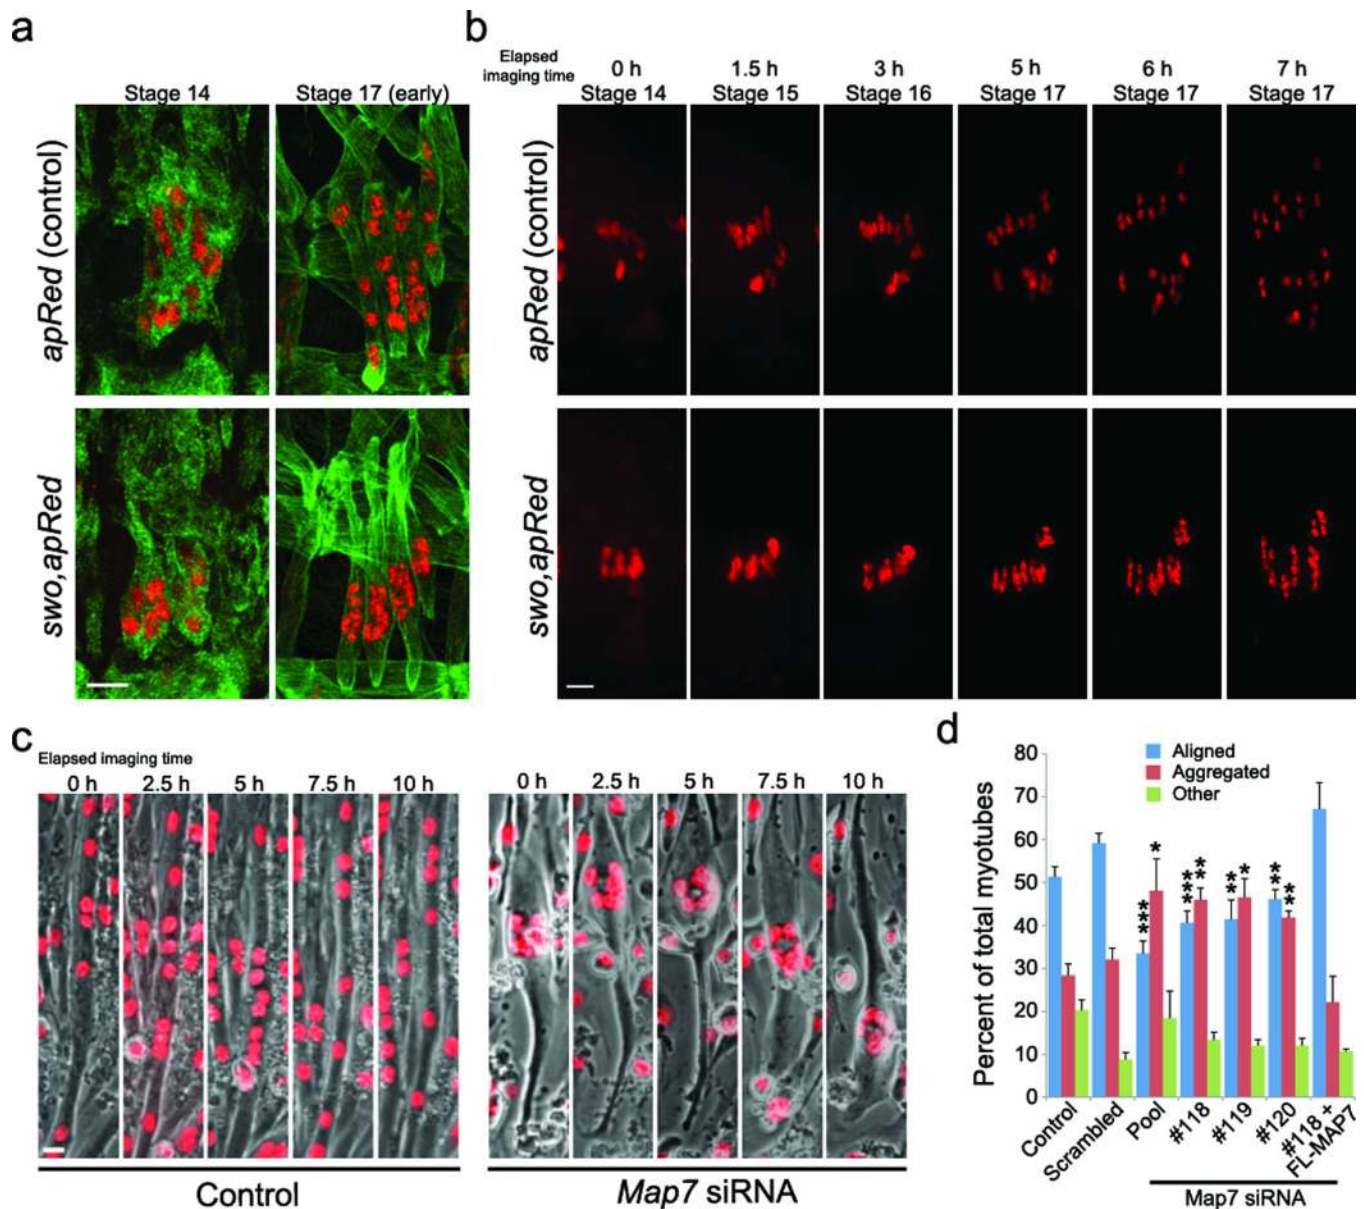 a
Stage 14
Stage 17 (early)
apRed (control)
swo,apRed
b
Elapsed
imaging time
0 h
1.5 h
3 h
5 h
6 h
7 h
Stage 14
Stage 15
Stage 16
Stage 17
Stage 17
Stage 17
apRed (control)
swo,apRed
c
Elapsed imaging time
0 h
2.5 h
5 h
7.5 h
10 h
0 h
2.5 h
5 h
7.5 h
10 h
Control
Map7 siRNA
d
Percent of total myotubes
80
70
60
50
40
30
20
10
0
Aligned
Aggregated
Other
***
*
***
**
**
*
**
**
Control
Scrambled
Pool
#118
#119
#120
#118 +
FL-MAP7
Map7 siRNA